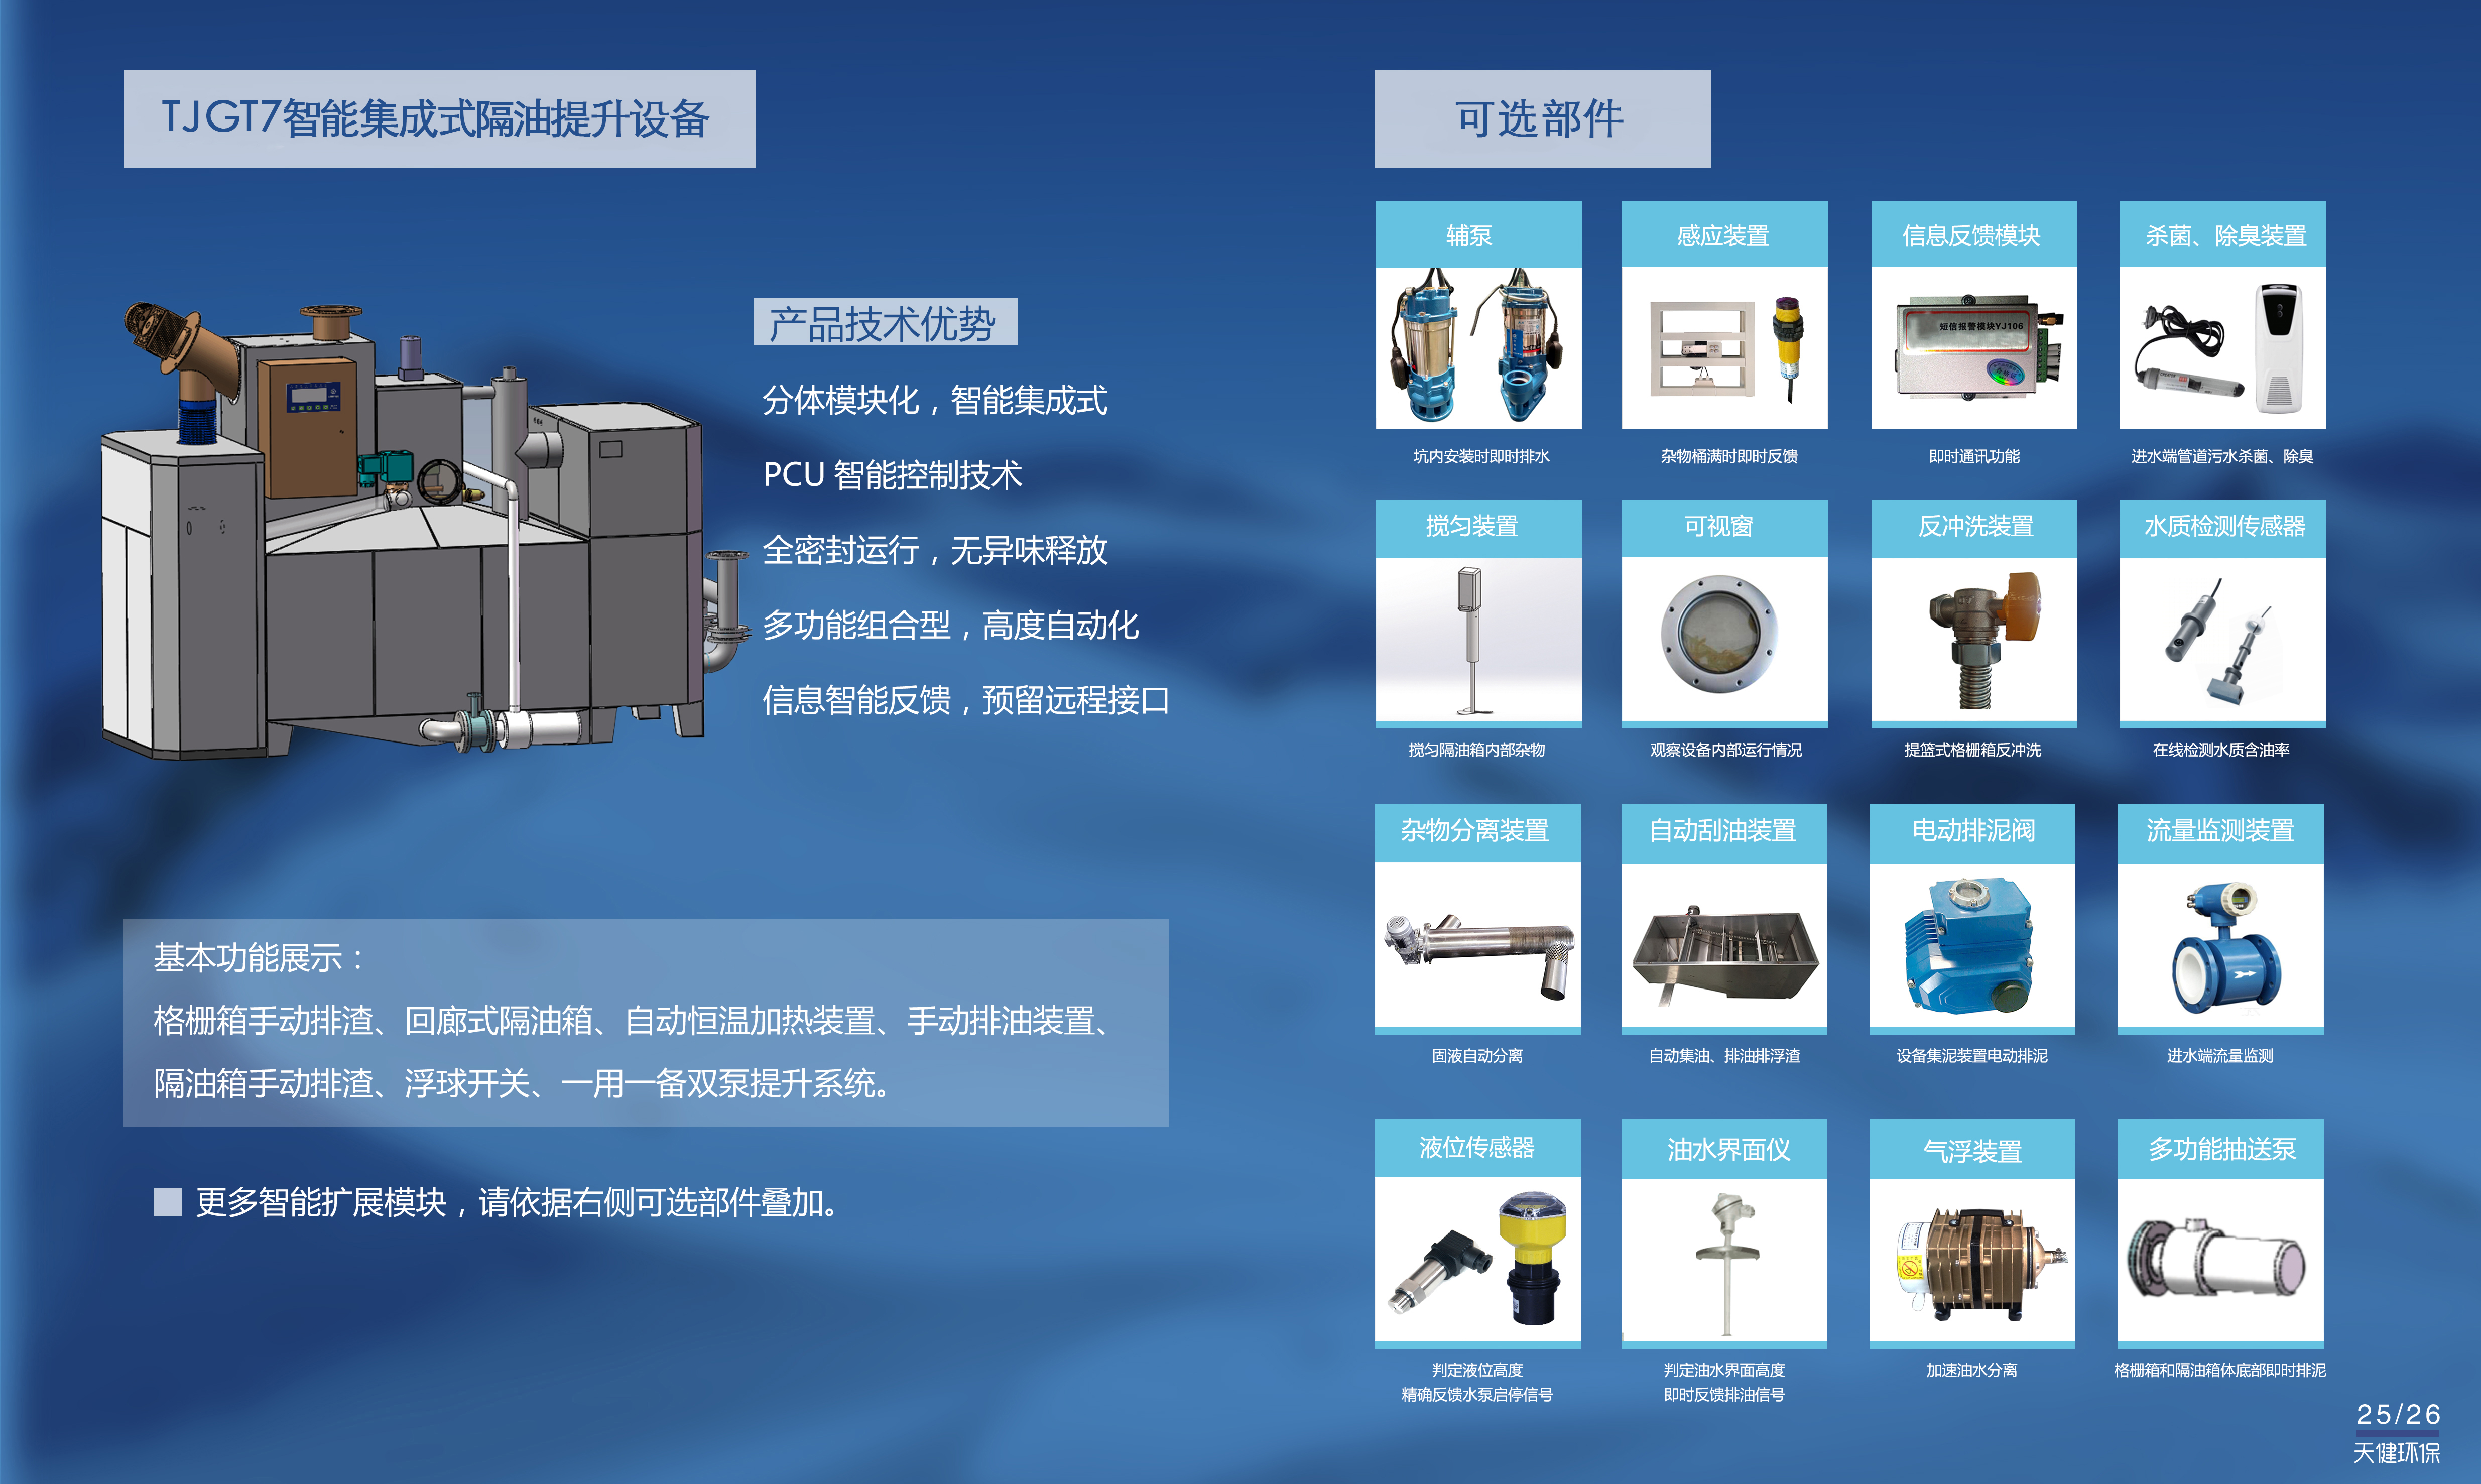 TJGT7智能集成式隔油提升设备
产品技术优势
分体模块化，智能集成式
PCU 智能控制技术
全密封运行，无异味释放
多功能组合型，高度自动化
信息智能反馈，预留远程接口
基本功能展示：
格栅箱手动排渣、回廊式隔油箱、自动恒温加热装置、手动排油装置、
隔油箱手动排渣、浮球开关、一用一备双泵提升系统。
更多智能扩展模块，请依据右侧可选部件叠加。
可选部件
辅泵
感应装置
信息反馈模块
杀菌、除臭装置
短信报警模块YJ106
坑内安装时即时排水
杂物桶满时即时反馈
即时通讯功能
进水端管道污水杀菌、除臭
搅匀装置
可视窗
反冲洗装置
水质检测传感器
搅匀隔油箱内部杂物
观察设备内部运行情况
提篮式格栅箱反冲洗
在线检测水质含油率
杂物分离装置
自动刮油装置
电动排泥阀
流量监测装置
固液自动分离
自动集油、排油排浮渣
设备集泥装置电动排泥
进水端流量监测
液位传感器
油水界面仪
气浮装置
多功能抽送泵
判定液位高度
精确反馈水泵启停信号
判定油水界面高度
即时反馈排油信号
加速油水分离
格栅箱和隔油箱体底部即时排泥
25/26
天健环保